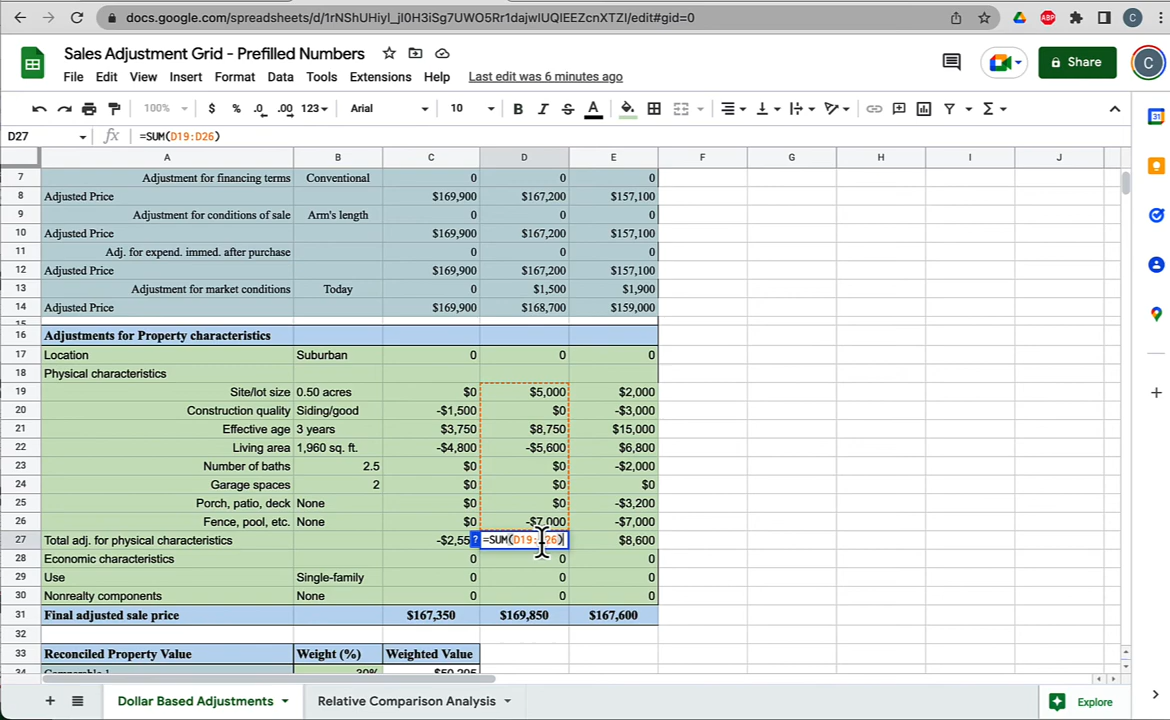 docs.google.com/spreadsheets/d/1rNShUHiyl_jI0H3iSg7UWO5Rr1dajwIUQIEEZcnXTZI/edit#gid=0
ABP
C
Sales Adjustment Grid - Prefilled Numbers
File Edit View Insert Format Data Tools Extensions Help Last edit was 6 minutes ago
Share
C
100% $ % .0 .00 123 Arial 10 B I S A
D27 fx =SUM(D19:D26)
A B C D E F G H I J
7 Adjustment for financing terms Conventional 0 0 0
8 Adjusted Price $169,900 $167,200 $157,100
9 Adjustment for conditions of sale Arm's length 0 0 0
10 Adjusted Price $169,900 $167,200 $157,100
11 Adj. for expend. immed. after purchase 0 0 0
12 Adjusted Price $169,900 $167,200 $157,100
13 Adjustment for market conditions Today 0 $1,500 $1,900
14 Adjusted Price $169,900 $168,700 $159,000
15
16 Adjustments for Property characteristics
17 Location Suburban 0 0 0
18 Physical characteristics
19 Site/lot size 0.50 acres $0 $5,000 $2,000
20 Construction quality Siding/good -$1,500 $0 -$3,000
21 Effective age 3 years $3,750 $8,750 $15,000
22 Living area 1,960 sq. ft. -$4,800 -$5,600 $6,800
23 Number of baths 2.5 $0 $0 -$2,000
24 Garage spaces 2 $0 $0 $0
25 Porch, patio, deck None $0 $0 -$3,200
26 Fence, pool, etc. None $0 -$7,000 -$7,000
27 Total adj. for physical characteristics -$2,55 ? =SUM(D19: 26) $8,600
28 Economic characteristics 0 0 0
29 Use Single-family 0 0 0
30 Nonrealty components None 0 0 0
31 Final adjusted sale price $167,350 $169,850 $167,600
32
33 Reconciled Property Value Weight (%) Weighted Value
34 Comparable 1 30% $50,205
Dollar Based Adjustments Relative Comparison Analysis Explore